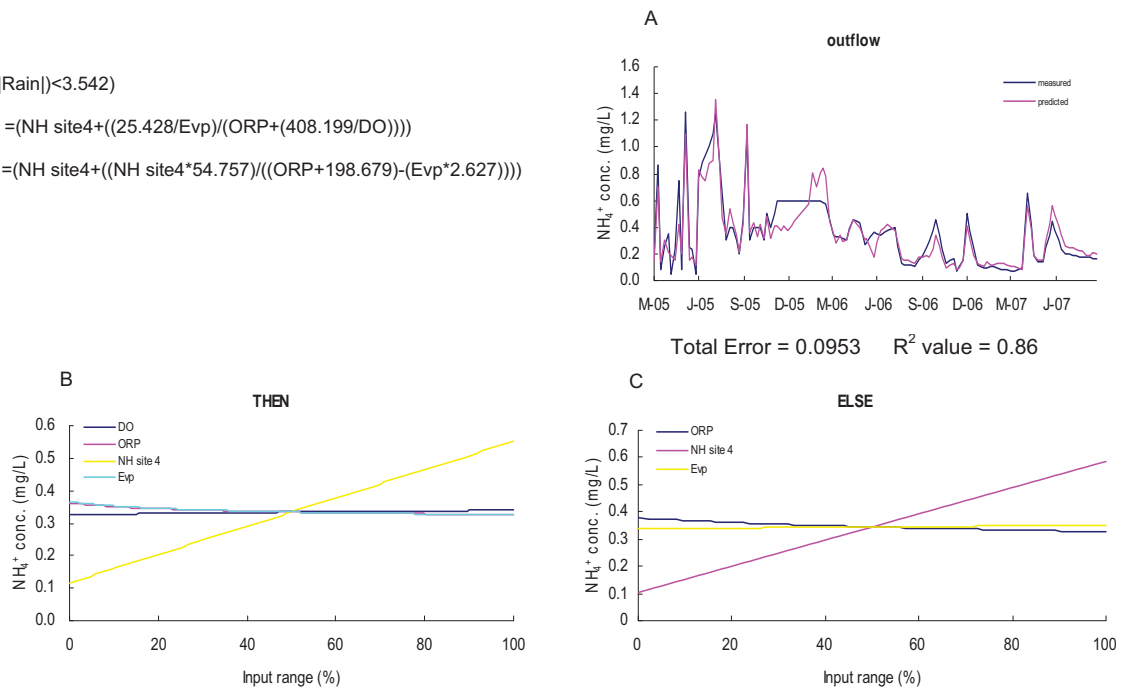 A
outflow
|Rain|)<3.542)
=(NH site4+((25.428/Evp)/(ORP+(408.199/DO))))
=(NH site4+((NH site4*54.757)/((ORP+198.679)-(Evp*2.627))))
NH₄⁺ conc. (mg/L)
1.6
1.4
1.2
1.0
0.8
0.6
0.4
0.2
0.0
measured
predicted
M-05 J-05 S-05 D-05 M-06 J-06 S-06 D-06 M-07 J-07
Total Error = 0.0953 R² value = 0.86
B
THEN
NH₄⁺ conc. (mg/L)
0.6
0.5
0.4
0.3
0.2
0.1
0.0
DO
ORP
NH site 4
Evp
0 20 40 60 80 100
Input range (%)
C
ELSE
NH₄⁺ conc. (mg/L)
0.7
0.6
0.5
0.4
0.3
0.2
0.1
0
ORP
NH site 4
Evp
0 20 40 60 80 100
Input range (%)